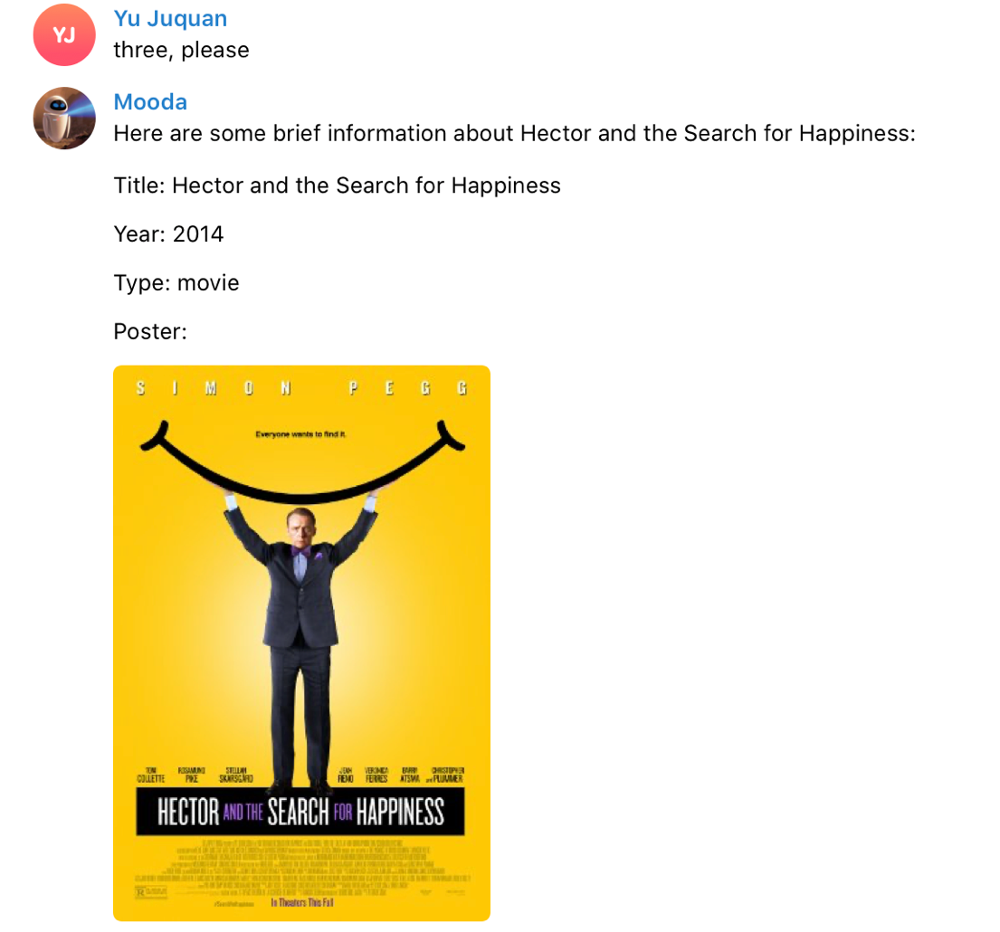 YJ
Yu Juquan
three, please
Mooda
Here are some brief information about Hector and the Search for Happiness:
Title: Hector and the Search for Happiness
Year: 2014
Type: movie
Poster:
SIMON PEGG
Everyone wants to find it.
TONI COLLETTE ROSAMUND PIKE STELLAN SKARSGÅRD JEAN RENO VERONICA FERRES BARRY ATSMA and CHRISTOPHER PLUMMER
HECTOR AND THE SEARCH FOR HAPPINESS
R
In Theaters This Fall